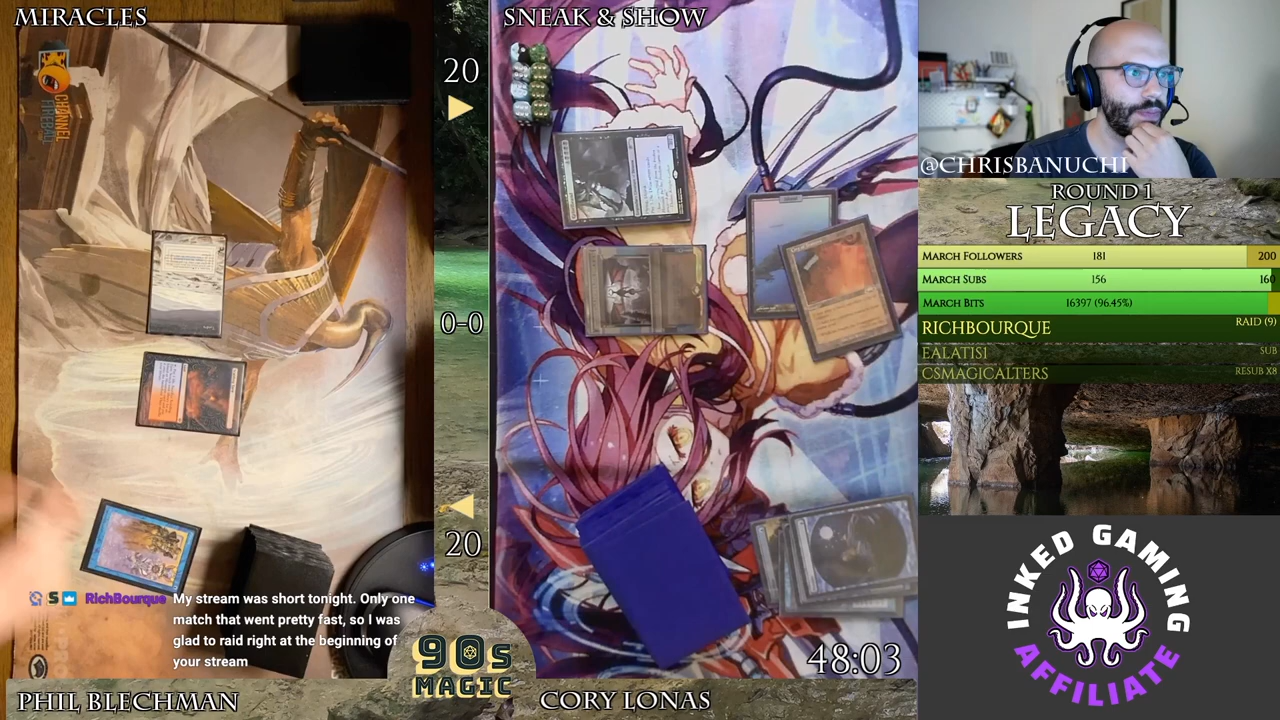 MIRACLES
SNEAK & SHOW
CHANNEL
FIREBALL
20
0-0
20
@CHRISBANUCHI
ROUND 1
LEGACY
MARCH FOLLOWERS 181 200
MARCH SUBS 156 160
MARCH BITS 16397 (96.45%)
RICHBOURQUE RAID (9)
EALATISI SUB
CSMAGICALTERS RESUB X8
RichBourque My stream was short tonight. Only one
match that went pretty fast, so I was
glad to raid right at the beginning of
your stream
90s
MAGIC
48:03
PHIL BLECHMAN
CORY LONAS
INKED GAMING
AFFILIATE